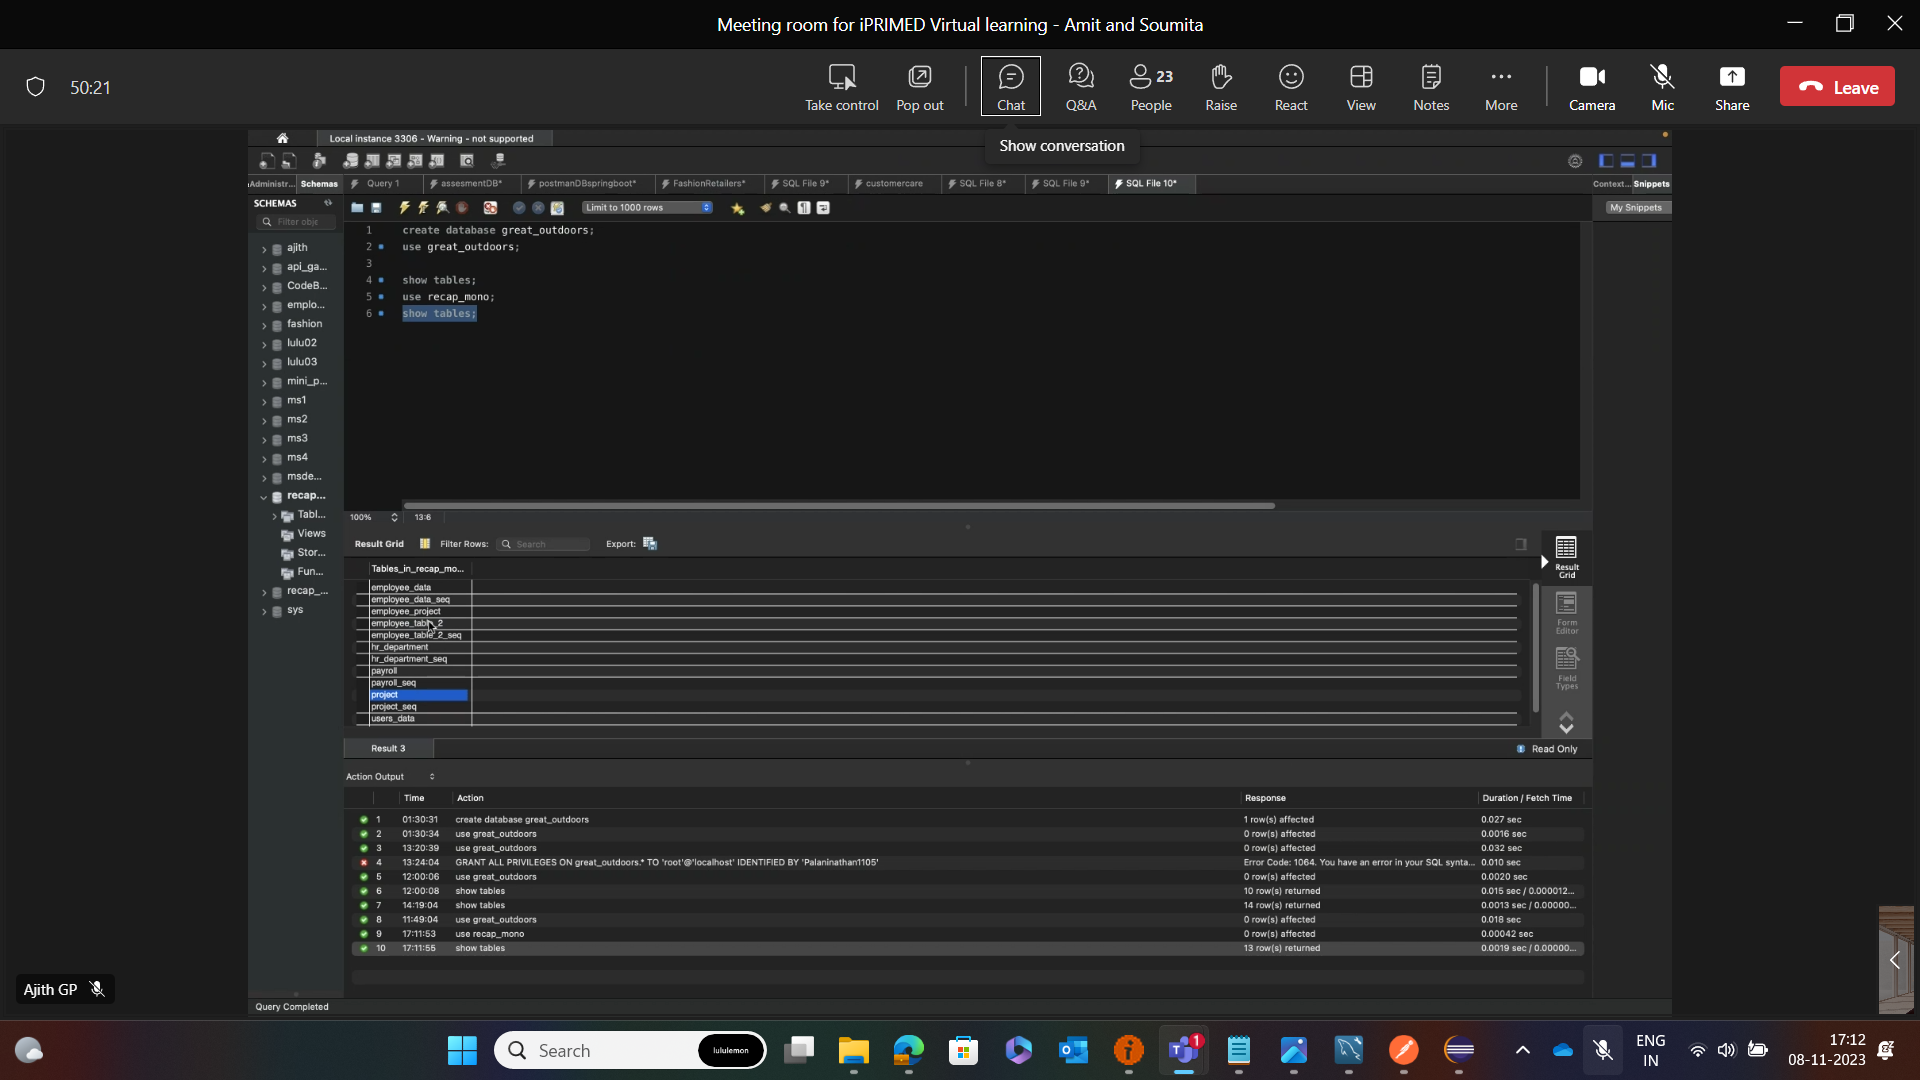 Meeting room for iPRIMED Virtual learning - Amit and Soumita
50:21
Take control
Pop out
Chat
Q&A
23
People
Raise
React
View
Notes
More
Camera
Mic
Share
Leave
Show conversation
Local instance 3306 - Warning - not supported
Administr... Schemas
Query 1
assesmentDB*
postmanDBspringboot*
FashionRetailers*
SQL File 9*
customercare
SQL File 8*
SQL File 9*
SQL File 10*
Context... Snippets
SCHEMAS
Limit to 1000 rows
My Snippets
Filter obje
ajith
api_ga...
CodeB...
emplo...
fashion
lulu02
lulu03
mini_p...
ms1
ms2
ms3
ms4
msde...
recap...
Tabl...
Views
Stor...
Fun...
recap_...
sys
1 create database great_outdoors;
2 use great_outdoors;
3
4 show tables;
5 use recap_mono;
6 show tables;
100% 13:6
Result Grid Filter Rows: Search Export:
Tables_in_recap_mo...
employee_data
employee_data_seq
employee_project
employee_table_2
employee_table_2_seq
hr_department
hr_department_seq
payroll
payroll_seq
project
project_seq
users_data
Result
Grid
Form
Editor
Field
Types
Result 3
Read Only
Action Output
Time Action Response Duration / Fetch Time
1 01:30:31 create database great_outdoors 1 row(s) affected 0.027 sec
2 01:30:34 use great_outdoors 0 row(s) affected 0.0016 sec
3 13:20:39 use great_outdoors 0 row(s) affected 0.032 sec
4 13:24:04 GRANT ALL PRIVILEGES ON great_outdoors.* TO 'root'@'localhost' IDENTIFIED BY 'Palaninathan1105' Error Code: 1064. You have an error in your SQL synta... 0.010 sec
5 12:00:06 use great_outdoors 0 row(s) affected 0.0020 sec
6 12:00:08 show tables 10 row(s) returned 0.015 sec / 0.000012...
7 14:19:04 show tables 14 row(s) returned 0.0013 sec / 0.00000...
8 11:49:04 use great_outdoors 0 row(s) affected 0.018 sec
9 17:11:53 use recap_mono 0 row(s) affected 0.00042 sec
10 17:11:55 show tables 13 row(s) returned 0.0019 sec / 0.00000...
Ajith GP
Query Completed
Search
lululemon
1
ENG
IN
17:12
08-11-2023